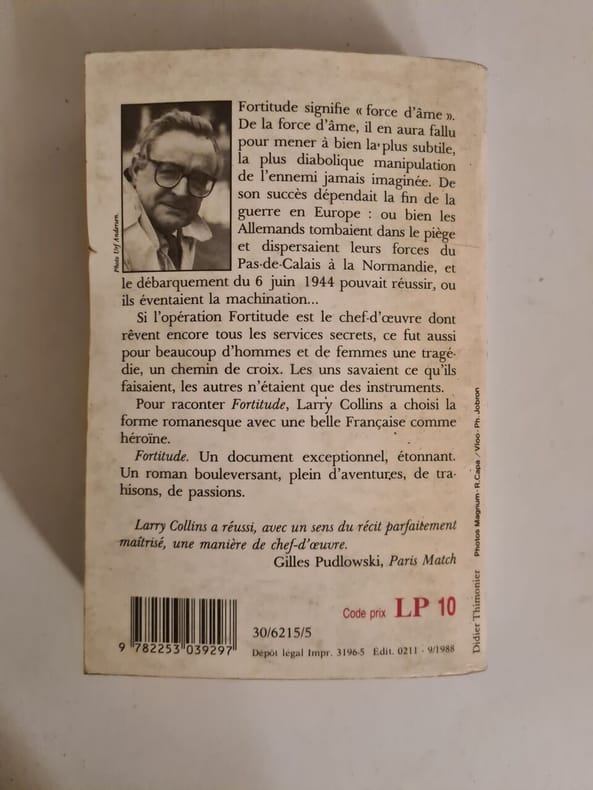 Fortitude signifie « force d'âme ».
De la force d'âme, il en aura fallu
pour mener à bien la plus subtile,
la plus diabolique manipulation
de l'ennemi jamais imaginée. De
son succès dépendait la fin de la
guerre en Europe : ou bien les
Allemands tombaient dans le piège
et dispersaient leurs forces du
Pas-de-Calais à la Normandie, et
le débarquement du 6 juin 1944 pouvait réussir, ou
ils éventaient la machination...
Si l'opération Fortitude est le chef-d'œuvre dont
rêvent encore tous les services secrets, ce fut aussi
pour beaucoup d'hommes et de femmes une tragé-
die, un chemin de croix. Les uns savaient ce qu'ils
faisaient, les autres n'étaient que des instruments.
Pour raconter Fortitude, Larry Collins a choisi la
forme romanesque avec une belle Française comme
héroïne.
Fortitude. Un document exceptionnel, étonnant.
Un roman bouleversant, plein d'aventures, de tra-
hisons, de passions.
Larry Collins a réussi, avec un sens du récit parfaitement
maîtrisé, une manière de chef-d'œuvre.
Gilles Pudlowski, Paris Match
Code prix LP 10
30/6215/5
9 782253 039297
Dépôt légal Impr. 3196-5 Édit. 0211 - 9/1988
Photo Ulf Andersen.
Didier Thimonier Photos Magnum - R.Capa / Vloo - Ph. Jobron